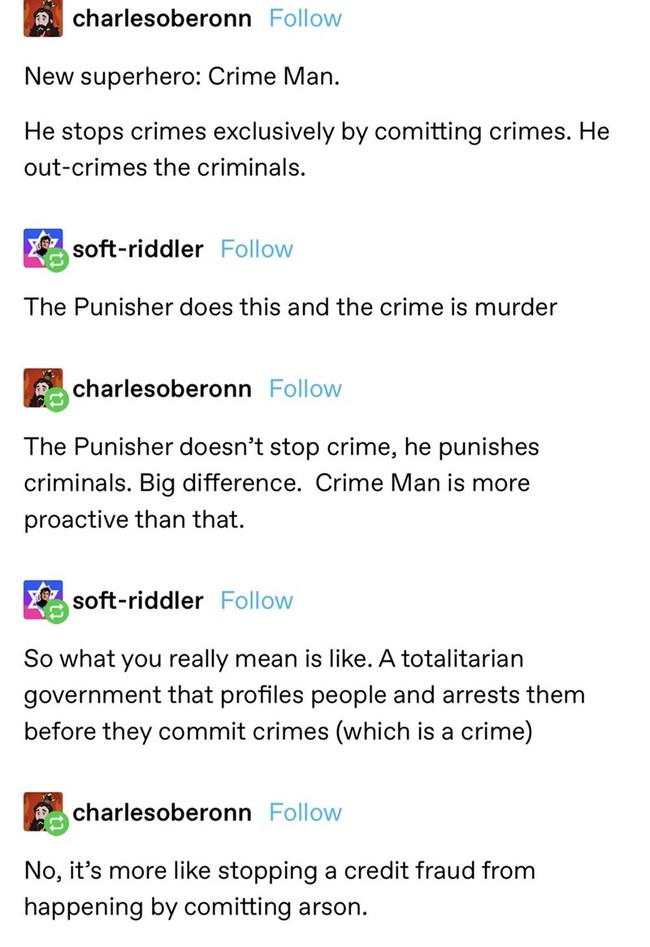 charlesoberonn Follow
New superhero: Crime Man.
He stops crimes exclusively by comitting crimes. He
out-crimes the criminals.
soft-riddler Follow
The Punisher does this and the crime is murder
charlesoberonn Follow
The Punisher doesn’t stop crime, he punishes
criminals. Big difference.  Crime Man is more
proactive than that.
soft-riddler Follow
So what you really mean is like. A totalitarian
government that profiles people and arrests them
before they commit crimes (which is a crime)
charlesoberonn Follow
No, it’s more like stopping a credit fraud from
happening by comitting arson.